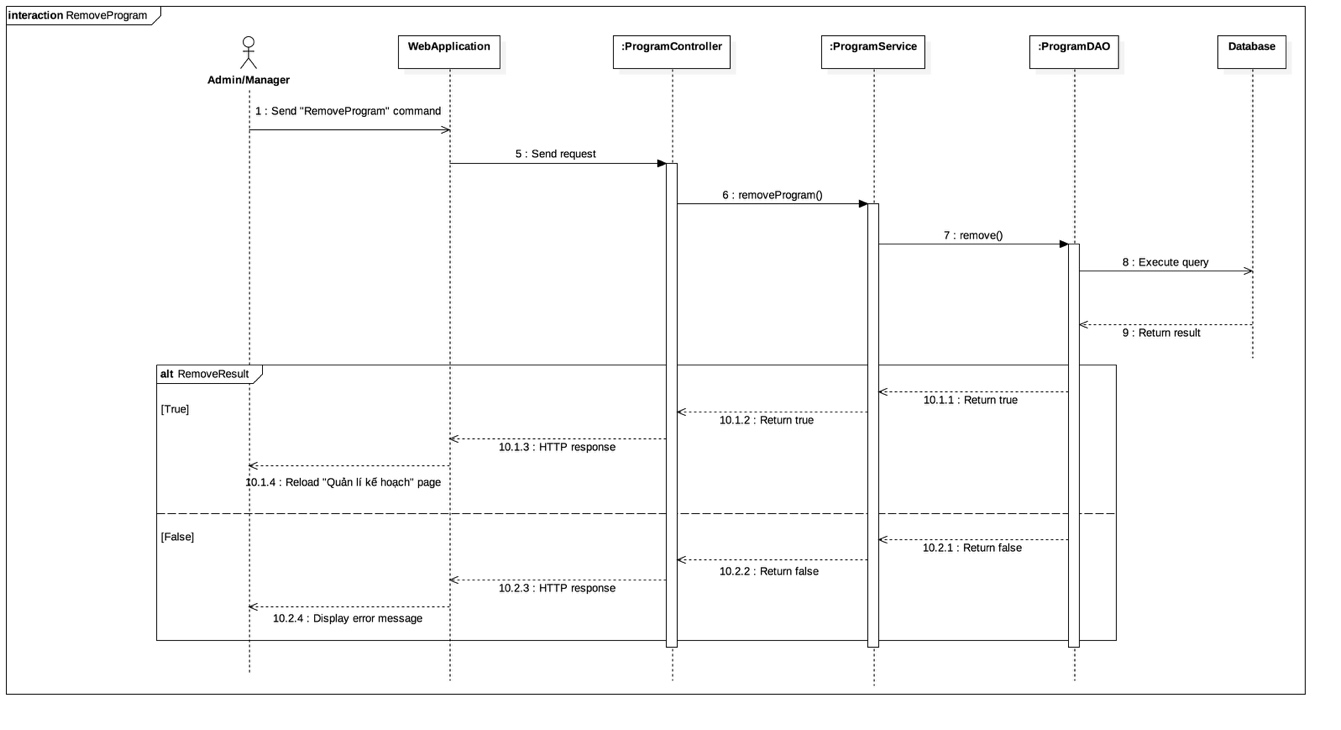 interaction RemoveProgram
Admin/Manager
WebApplication
:ProgramController
:ProgramService
:ProgramDAO
Database
1 : Send "RemoveProgram" command
5 : Send request
6 : removeProgram()
7 : remove()
8 : Execute query
9 : Return result
alt RemoveResult
[True]
10.1.1 : Return true
10.1.2 : Return true
10.1.3 : HTTP response
10.1.4 : Reload "Quản lí kế hoạch" page
[False]
10.2.1 : Return false
10.2.2 : Return false
10.2.3 : HTTP response
10.2.4 : Display error message